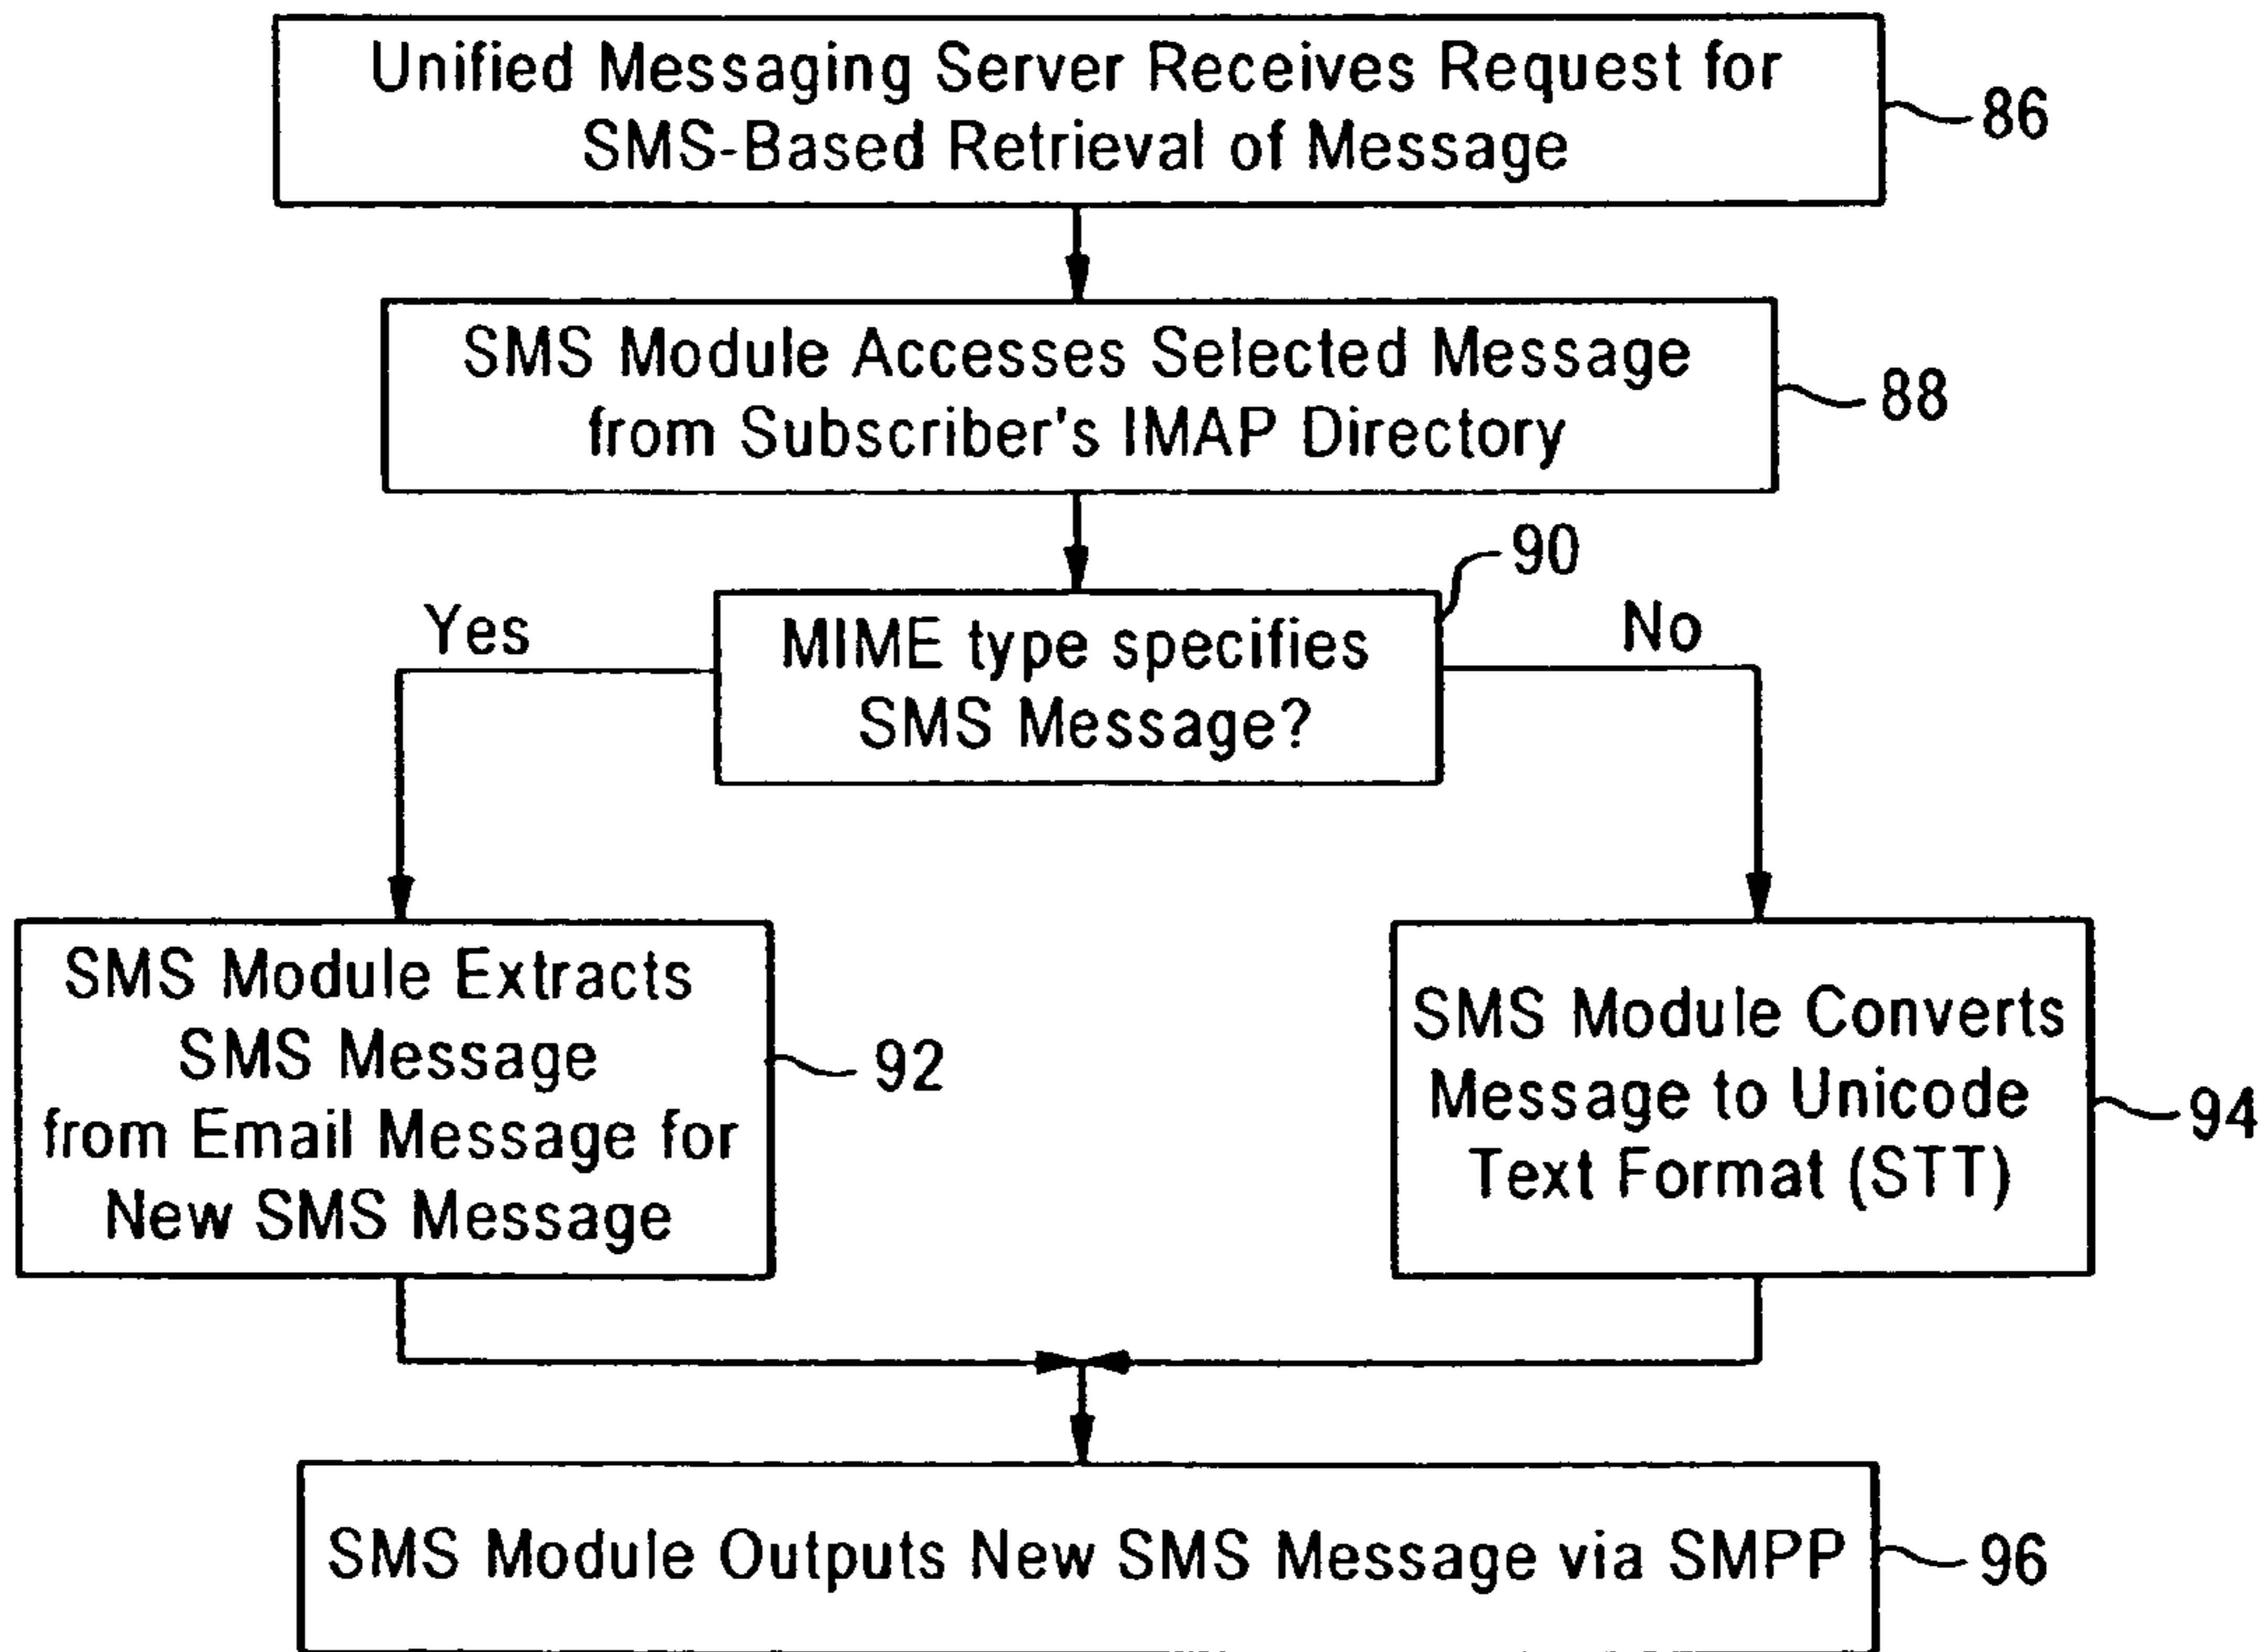 Unified Messaging Server Receives Request for
SMS-Based Retrieval of Message
86
SMS Module Accesses Selected Message
from Subscriber's IMAP Directory
88
90
Yes
MIME type specifies
SMS Message?
No
SMS Module Extracts
SMS Message
from Email Message for
New SMS Message
92
SMS Module Converts
Message to Unicode
Text Format (STT)
94
SMS Module Outputs New SMS Message via SMPP
96